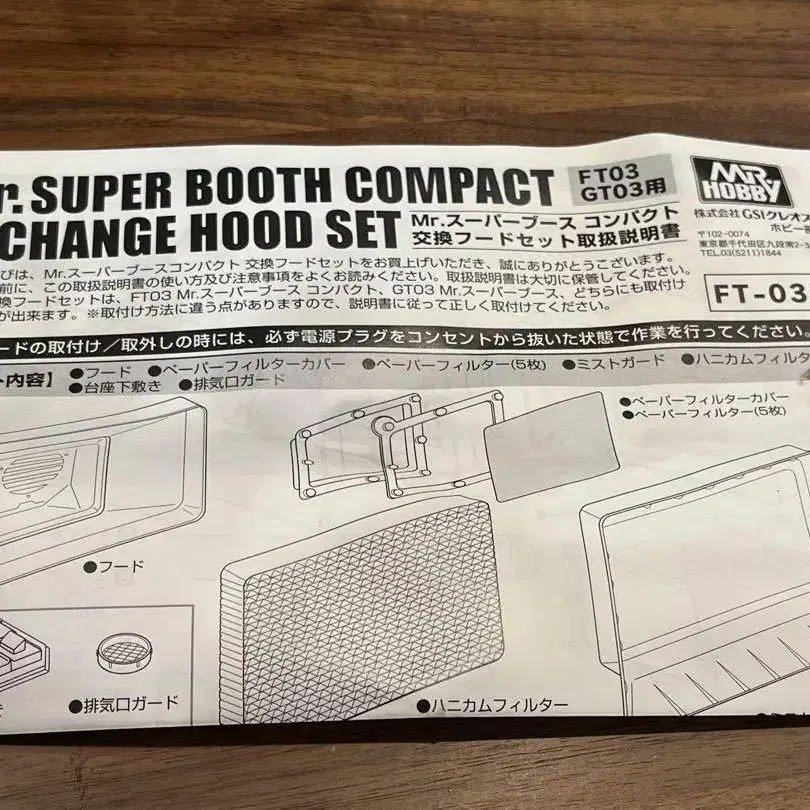 r. SUPER BOOTH COMPACT
FT03
GT03用
CHANGE HOOD SET
Mr.スーパーブース コンパクト
交換フードセット取扱説明書
MR.
HOBBY
株式会社GSIクレオス
ホビー部
〒102-0074
東京都千代田区九段南2-
TEL.03(5211)1844
FT-03
びは、Mr.スーパーブースコンパクト 交換フードセットをお買上げいただき、誠にありがとうございます。
前に、この取扱説明書の使い方及び注意事項をよくお読みください。取扱説明書は大切に保管してください。
換フードセットは、FT03 Mr.スーパーブース コンパクト、GT03 Mr.スーパーブース、どちらにも取付け
が出来ます。※取付け方法に違う点がありますので、説明書に従って正しく取付けてください。
ードの取付け/取外しの時には、必ず電源プラグをコンセントから抜いた状態で作業を行ってください。
ト内容】 ●フード ●ペーパーフィルターカバー ●ペーパーフィルター(5枚) ●ミストガード ●ハニカムフィルタ
●台座下敷き ●排気口ガード
●ペーパーフィルターカバー
●ペーパーフィルター(5枚)
●フード
●排気口ガード
●ハニカムフィルター